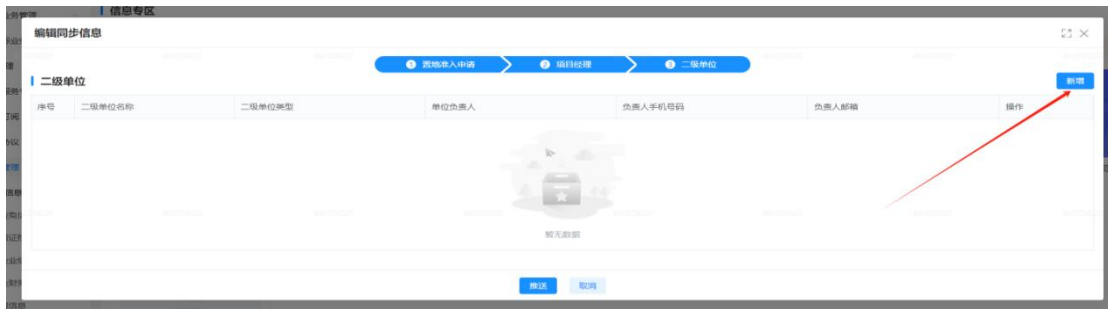 信息专区
编辑同步信息
1 置地准入申请 2 项目经理 3 二级单位
二级单位
新增
序号 二级单位名称 二级单位类型 单位负责人 负责人手机号码 负责人邮箱 操作
暂无数据
推送 取消